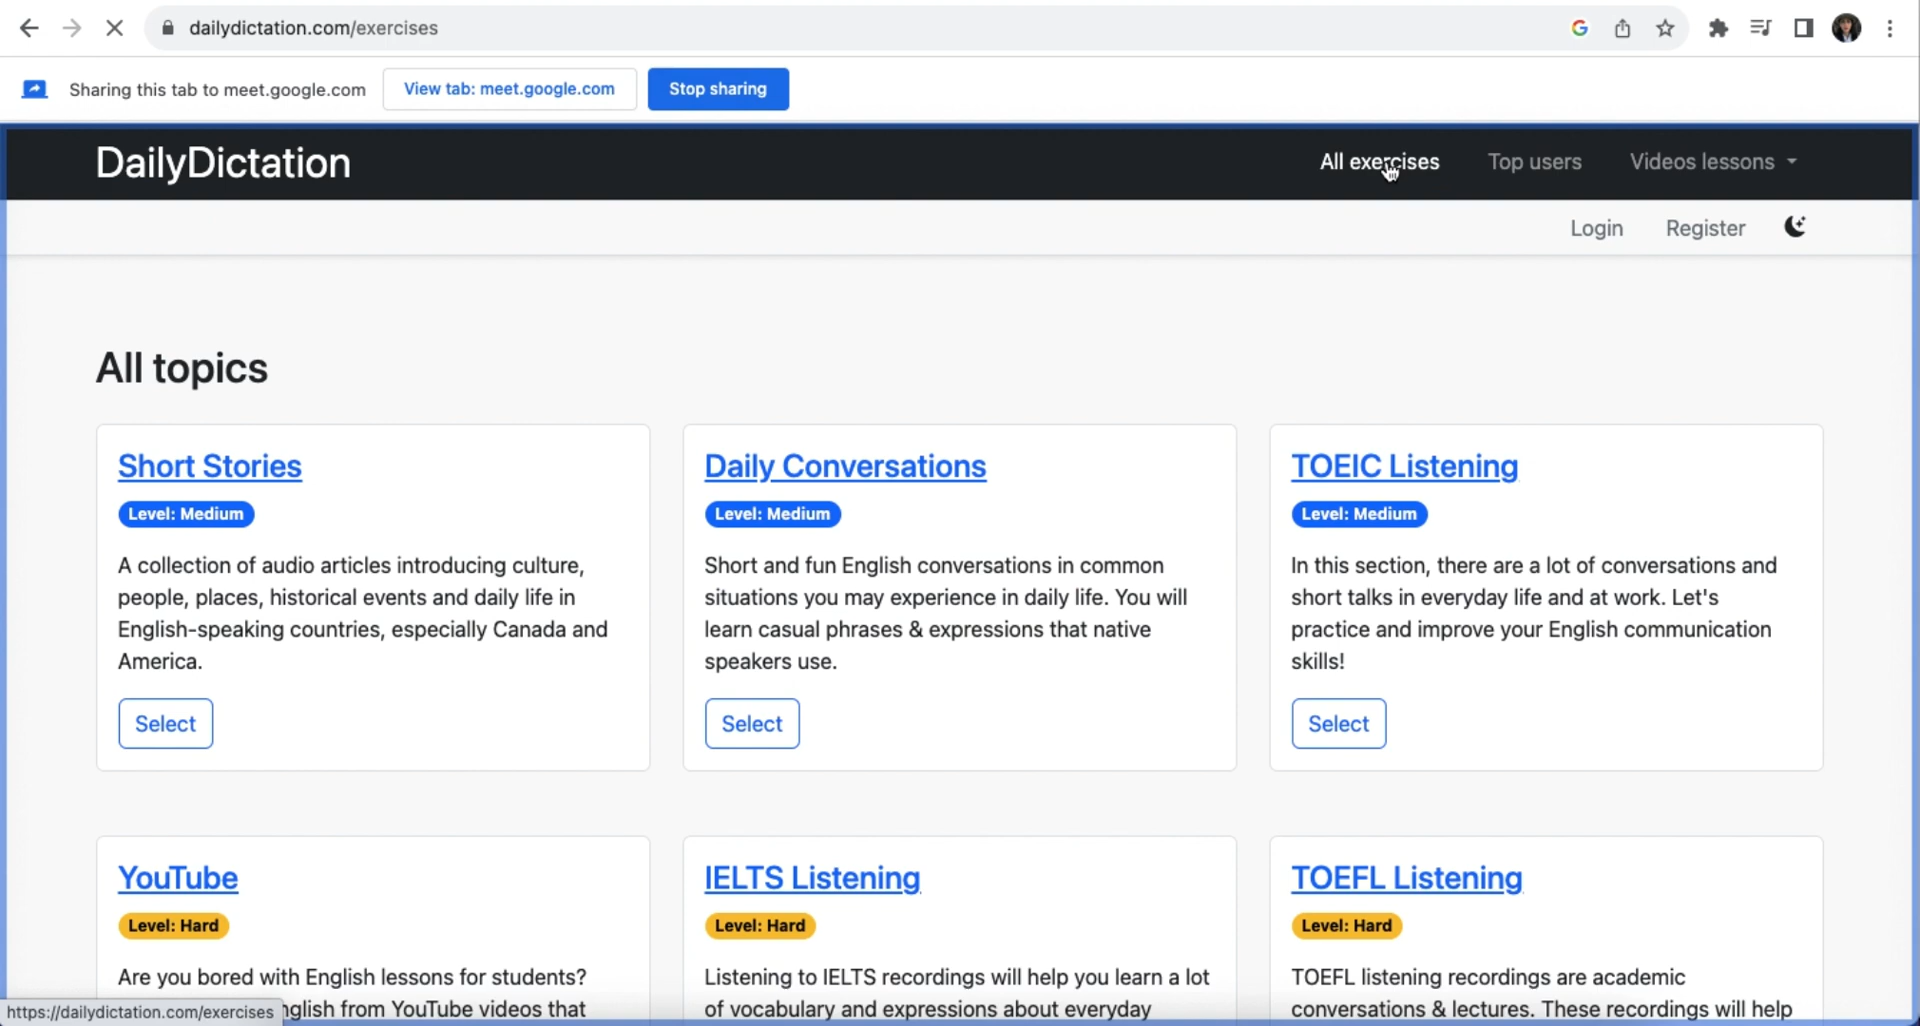 dailydictation.com/exercises
Sharing this tab to meet.google.com
View tab: meet.google.com
Stop sharing
DailyDictation
All exercises
Top users
Videos lessons
Login
Register
All topics
Short Stories
Level: Medium
A collection of audio articles introducing culture,
people, places, historical events and daily life in
English-speaking countries, especially Canada and
America.
Select
Daily Conversations
Level: Medium
Short and fun English conversations in common
situations you may experience in daily life. You will
learn casual phrases & expressions that native
speakers use.
Select
TOEIC Listening
Level: Medium
In this section, there are a lot of conversations and
short talks in everyday life and at work. Let's
practice and improve your English communication
skills!
Select
YouTube
Level: Hard
Are you bored with English lessons for students?
nglish from YouTube videos that
IELTS Listening
Level: Hard
Listening to IELTS recordings will help you learn a lot
of vocabulary and expressions about everyday
TOEFL Listening
Level: Hard
TOEFL listening recordings are academic
conversations & lectures. These recordings will help
https://dailydictation.com/exercises